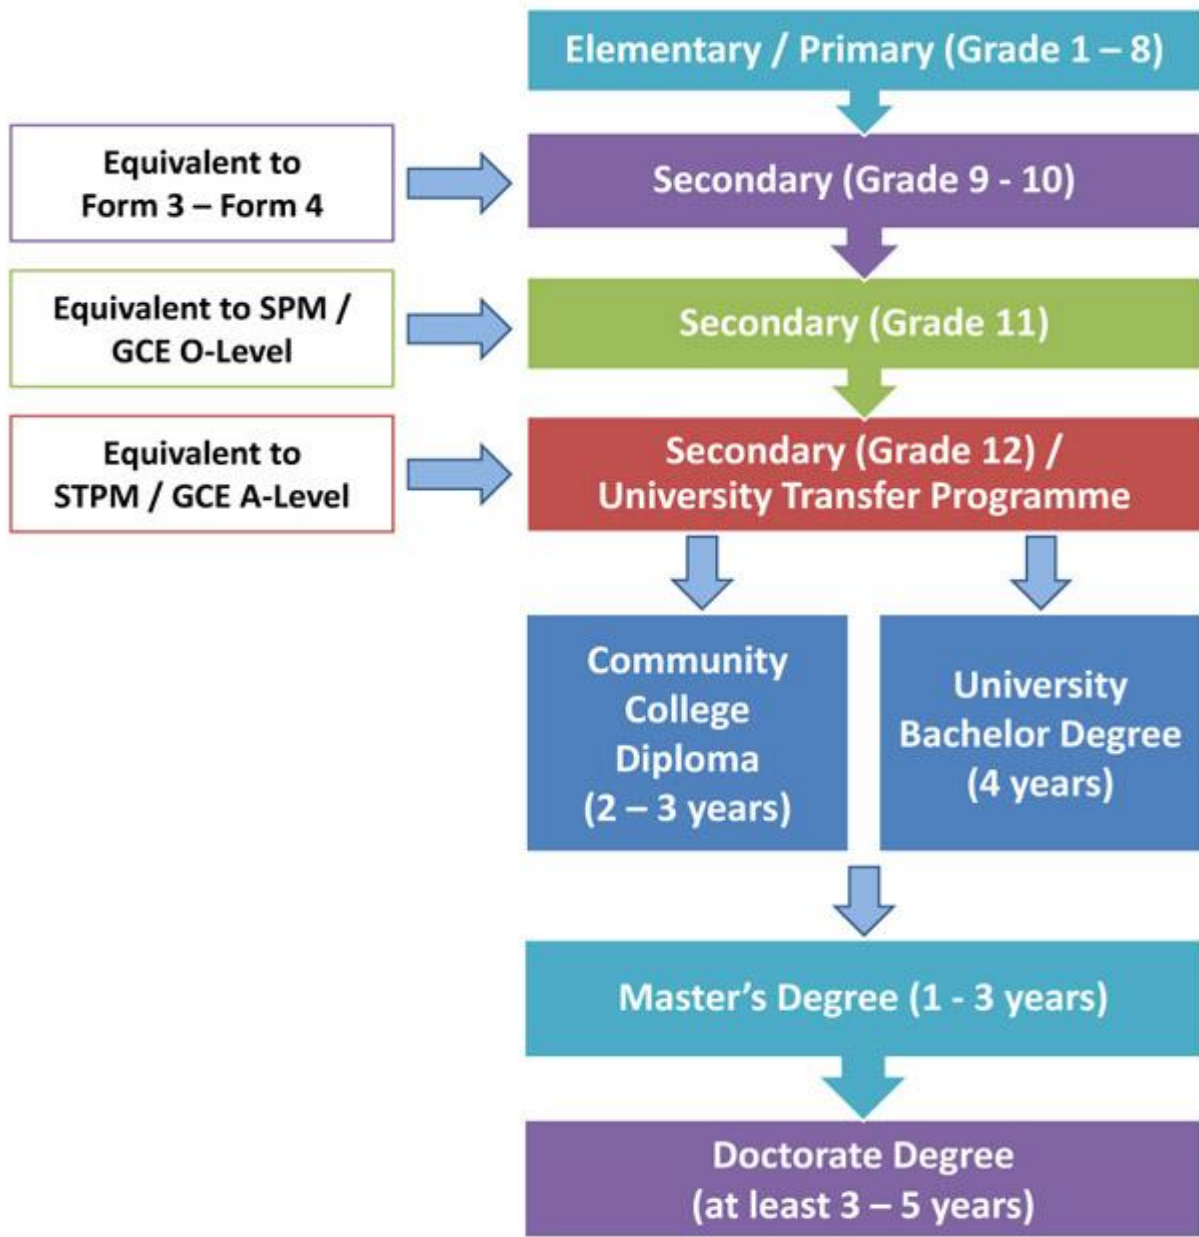 Elementary / Primary (Grade 1 – 8)
Equivalent to
Form 3 – Form 4
Secondary (Grade 9 - 10)
Equivalent to SPM /
GCE O-Level
Secondary (Grade 11)
Equivalent to
STPM / GCE A-Level
Secondary (Grade 12) /
University Transfer Programme
Community
College
Diploma
(2 – 3 years)
University
Bachelor Degree
(4 years)
Master’s Degree (1 - 3 years)
Doctorate Degree
(at least 3 – 5 years)